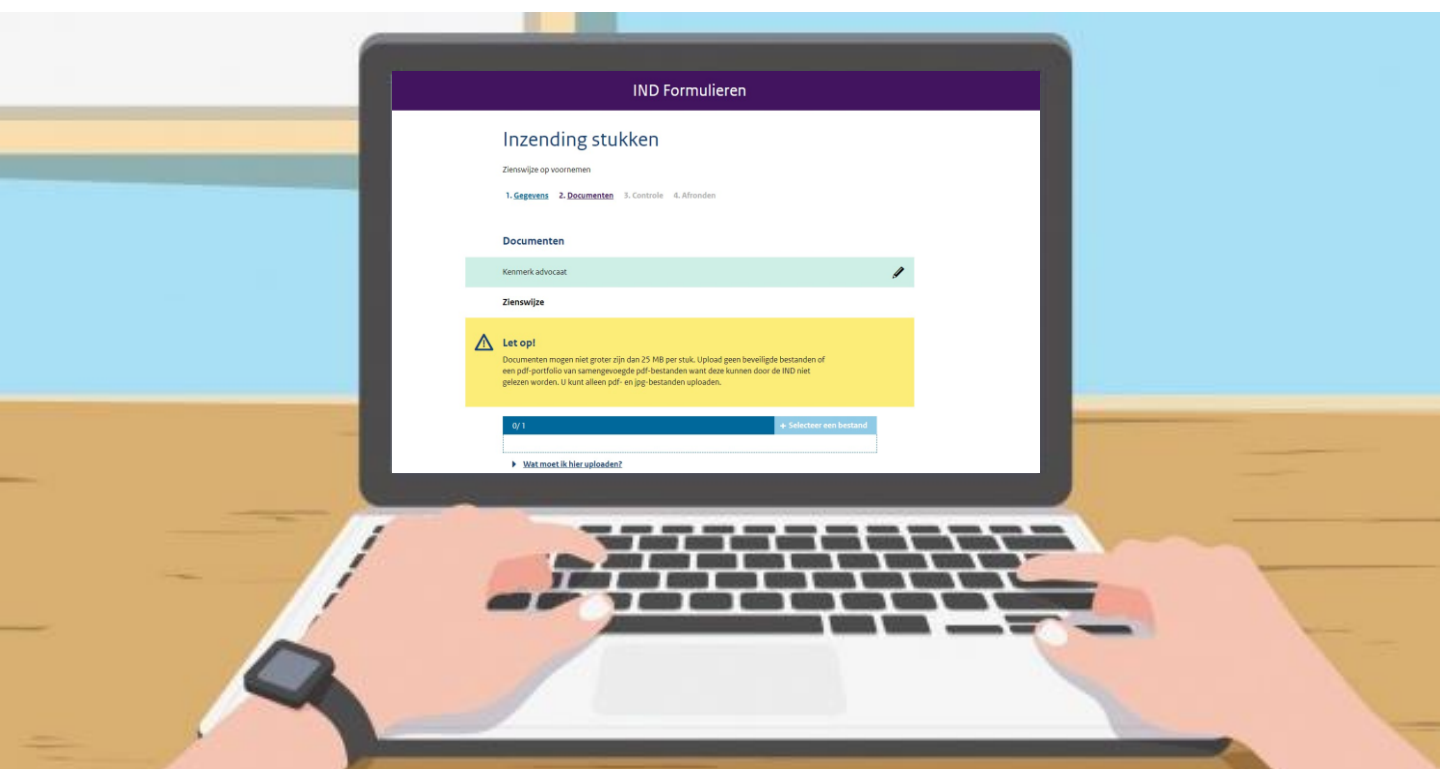 IND Formulieren
Inzending stukken
Zienswijze op voornemen
1. Gegevens 2. Documenten 3. Controle 4. Afronden
Documenten
Kenmerk advocaat
Zienswijze
Let op!
Documenten mogen niet groter zijn dan 25 MB per stuk. Upload geen beveiligde bestanden of
een pdf-portfolio van samengevoegde pdf-bestanden want deze kunnen door de IND niet
gelezen worden. U kunt alleen pdf- en jpg-bestanden uploaden.
0/ 1 + Selecteer een bestand
Wat moet ik hier uploaden?